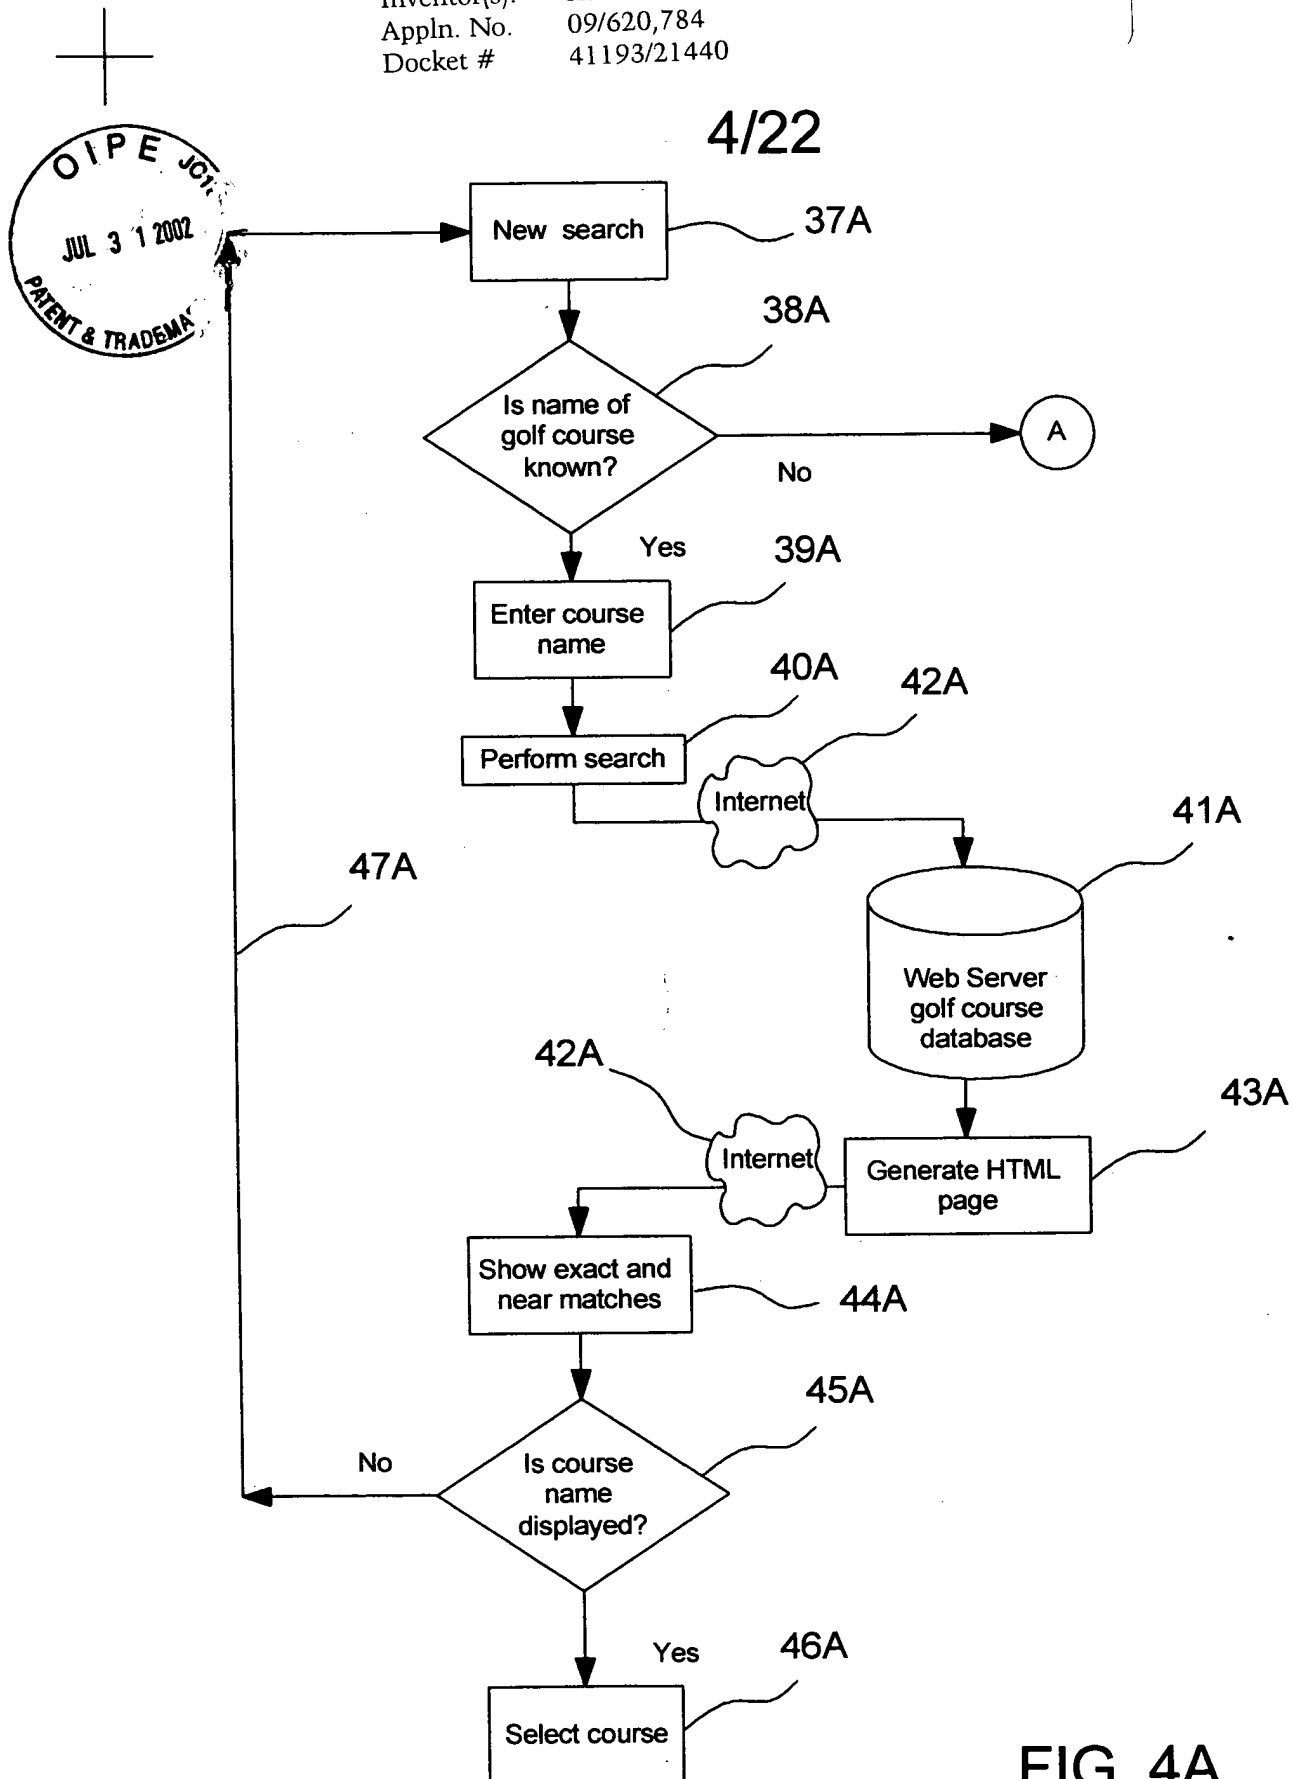 Inventor(s):
Appln. No. 09/620,784
Docket # 41193/21440
4/22
OIPE
JUL 3 1 2002
PATENT & TRADEMA
New search
37A
38A
Is name of
golf course
known?
A
No
Yes
39A
Enter course
name
40A
42A
Perform search
Internet
41A
47A
Web Server
golf course
database
42A
43A
Internet
Generate HTML
page
Show exact and
near matches
44A
45A
No
Is course
name
displayed?
Yes
46A
Select course
FIG. 4A